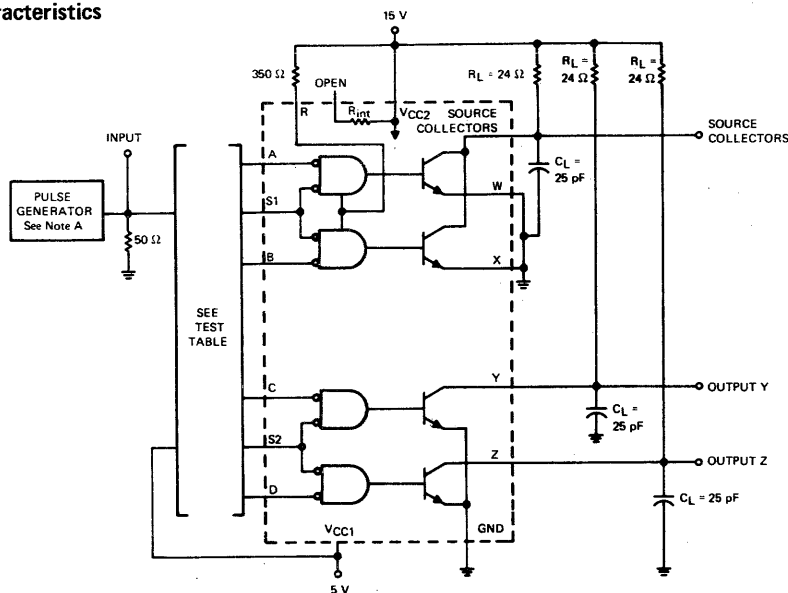 racteristics
15 V
350 Ω
OPEN
R
Rint
VCC2
SOURCE
COLLECTORS
RL = 24 Ω
RL =
24 Ω
RL =
24 Ω
SOURCE
COLLECTORS
CL =
25 pF
INPUT
PULSE
GENERATOR
See Note A
50 Ω
A
S1
B
W
X
SEE
TEST
TABLE
C
S2
D
Y
Z
OUTPUT Y
CL =
25 pF
OUTPUT Z
CL = 25 pF
VCC1
GND
5 V